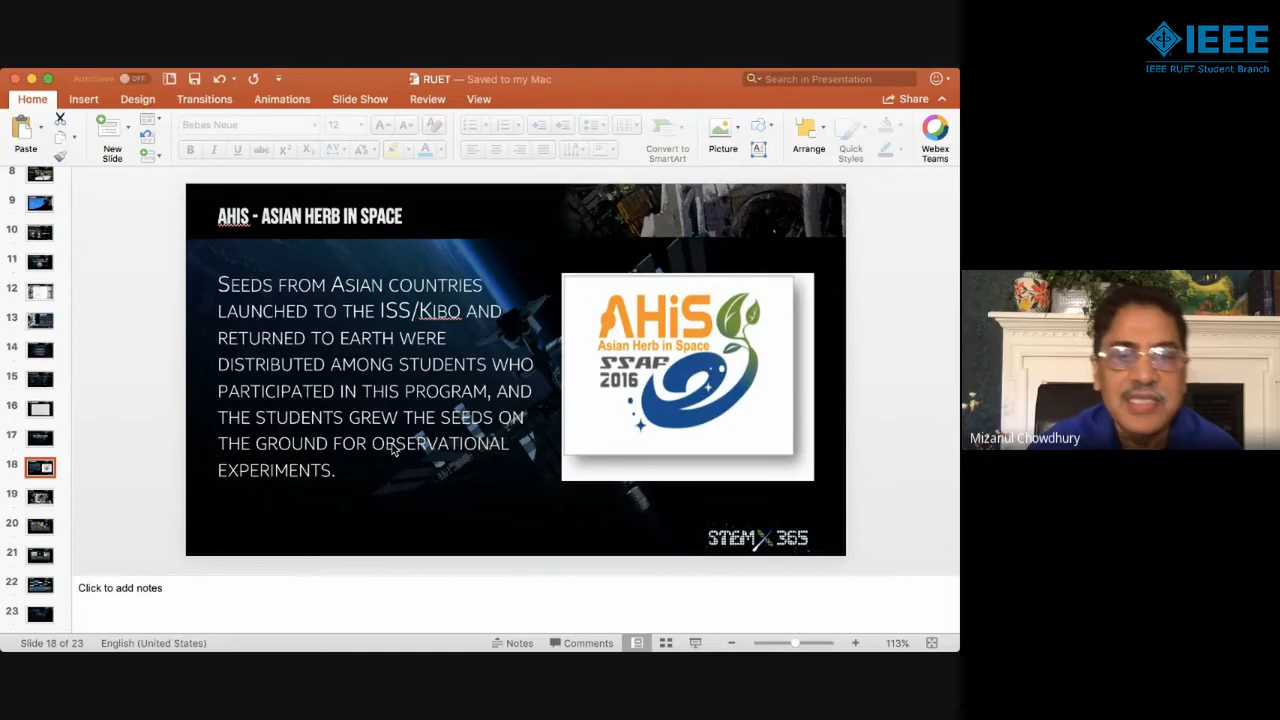 IEEE
IEEE RUET Student Branch
AutoSave OFF
RUET — Saved to my Mac
Search in Presentation
Home Insert Design Transitions Animations Slide Show Review View
Share
Paste
New Slide
Bebas Neue 12
Convert to SmartArt
Picture
Arrange
Quick Styles
Webex Teams
8
9
10
11
12
13
14
15
16
17
18
19
20
21
22
23
AHIS - ASIAN HERB IN SPACE
SEEDS FROM ASIAN COUNTRIES
LAUNCHED TO THE ISS/KIBO AND
RETURNED TO EARTH WERE
DISTRIBUTED AMONG STUDENTS WHO
PARTICIPATED IN THIS PROGRAM, AND
THE STUDENTS GREW THE SEEDS ON
THE GROUND FOR OBSERVATIONAL
EXPERIMENTS.
AHiS
Asian Herb in Space
SSAF
2016
STEMX 365
Click to add notes
Slide 18 of 23 English (United States)
Notes Comments 113%
Mizanul Chowdhury